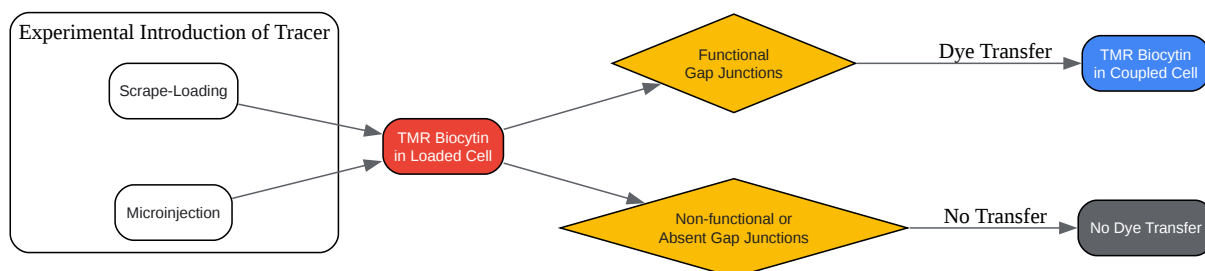 Experimental Introduction of Tracer
Scrape-Loading
Microinjection
TMR Biocytin
in Loaded Cell
Functional
Gap Junctions
Dye Transfer
TMR Biocytin
in Coupled Cell
Non-functional or
Absent Gap Junctions
No Transfer
No Dye Transfer